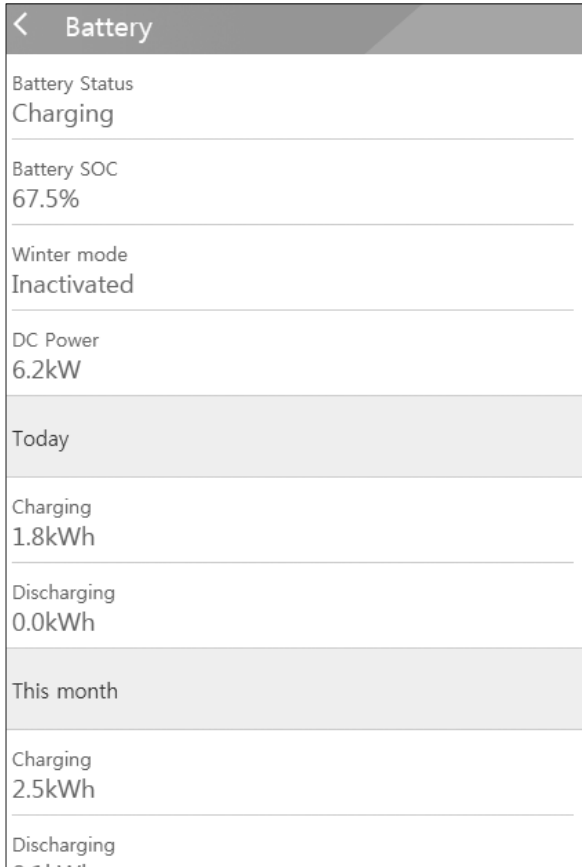 Battery
Battery Status
Charging
Battery SOC
67.5%
Winter mode
Inactivated
DC Power
6.2kW
Today
Charging
1.8kWh
Discharging
0.0kWh
This month
Charging
2.5kWh
Discharging